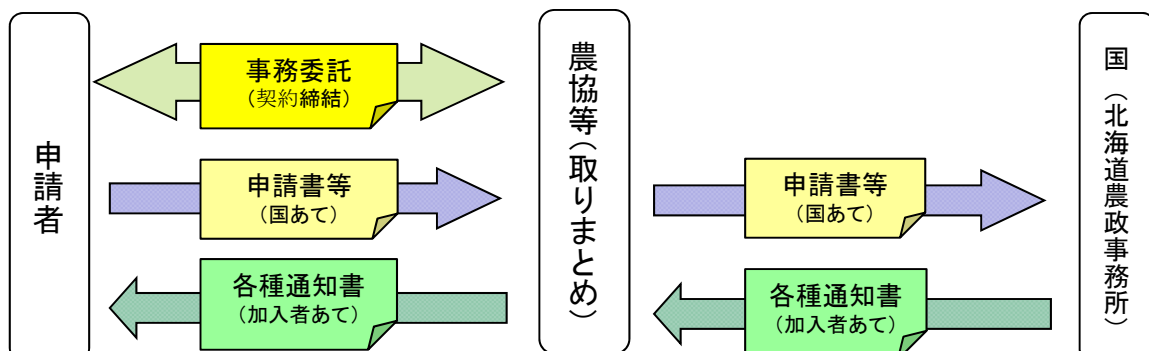 申請者
事務委託
（契約締結）
申請書等
（国あて）
各種通知書
（加入者あて）
農協等（取りまとめ）
申請書等
（国あて）
各種通知書
（加入者あて）
国（北海道農政事務所）